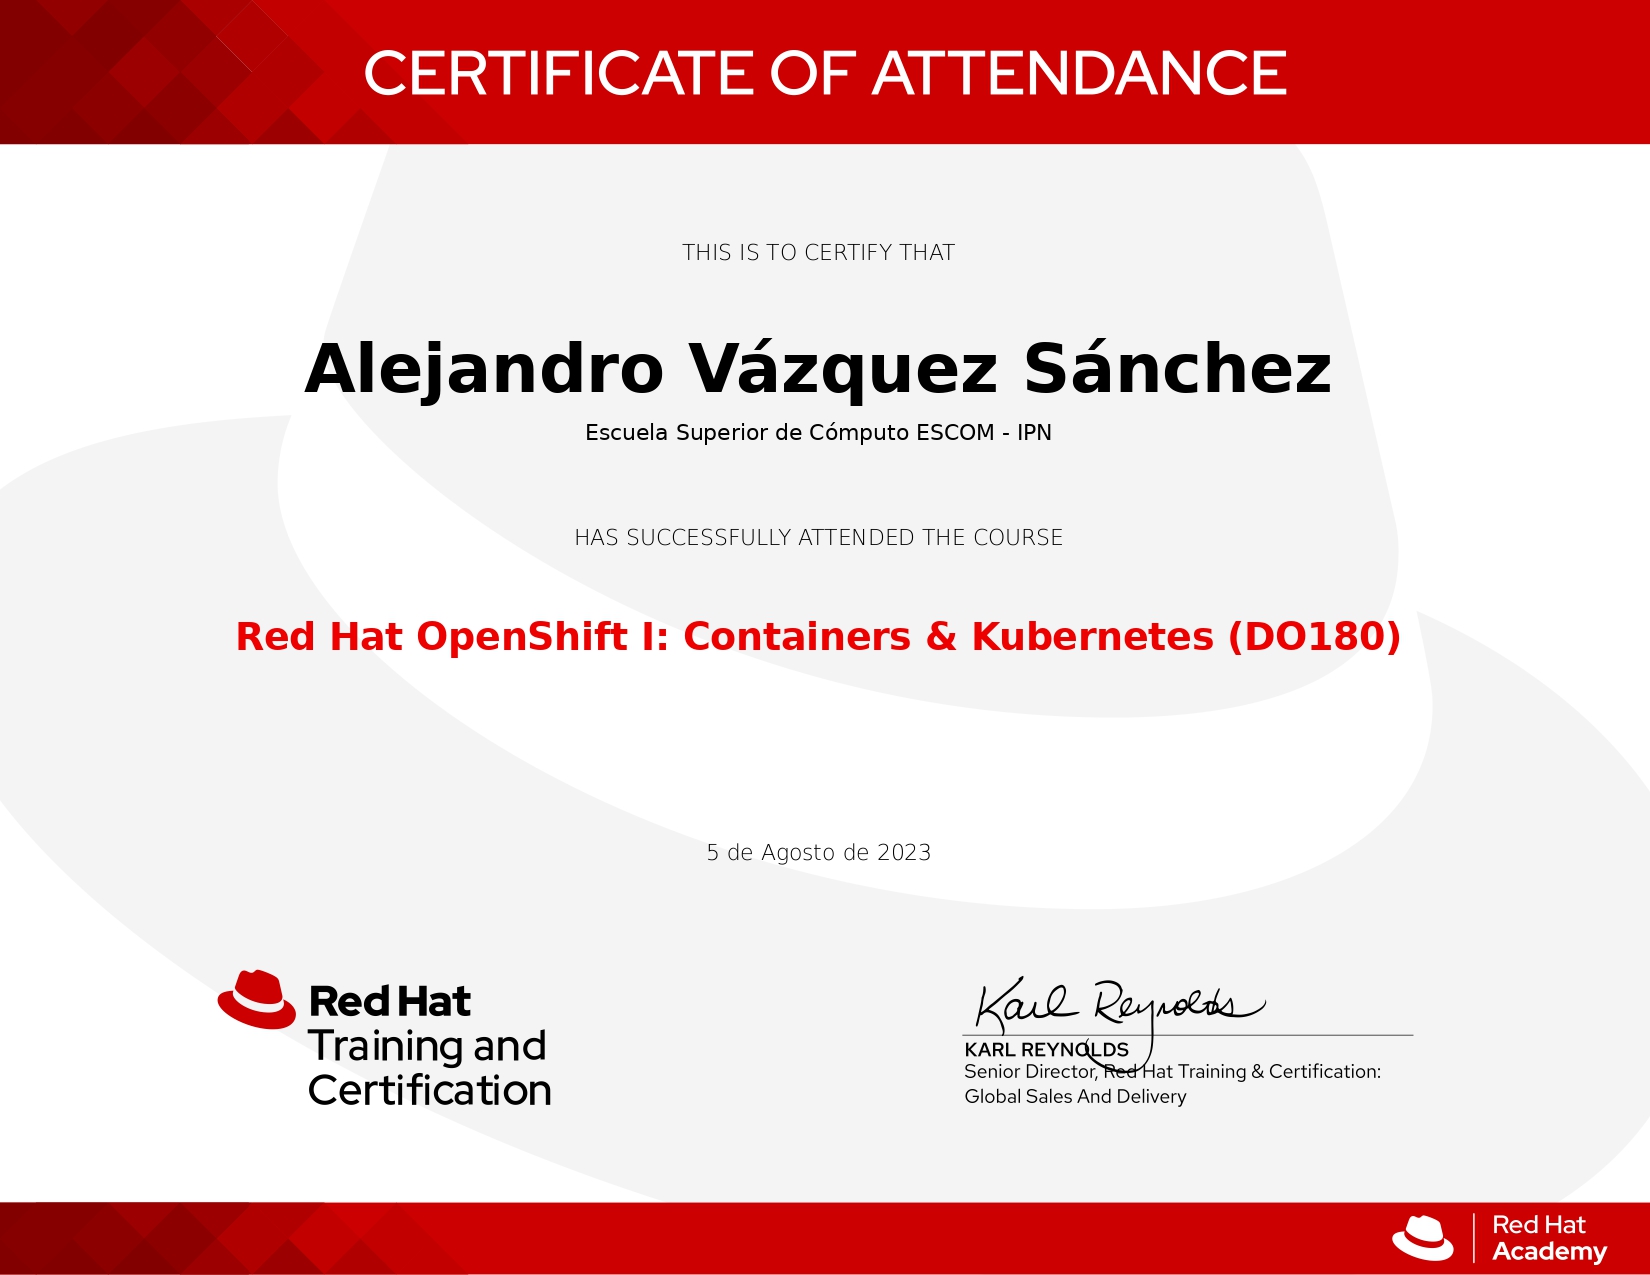 CERTIFICATE OF ATTENDANCE
THIS IS TO CERTIFY THAT
Alejandro Vázquez Sánchez
Escuela Superior de Cómputo ESCOM - IPN
HAS SUCCESSFULLY ATTENDED THE COURSE
Red Hat OpenShift I: Containers & Kubernetes (DO180)
5 de Agosto de 2023
Red Hat
Training and
Certification
Karl Reynolds
KARL REYNOLDS
Senior Director, Red Hat Training & Certification:
Global Sales And Delivery
Red Hat
Academy